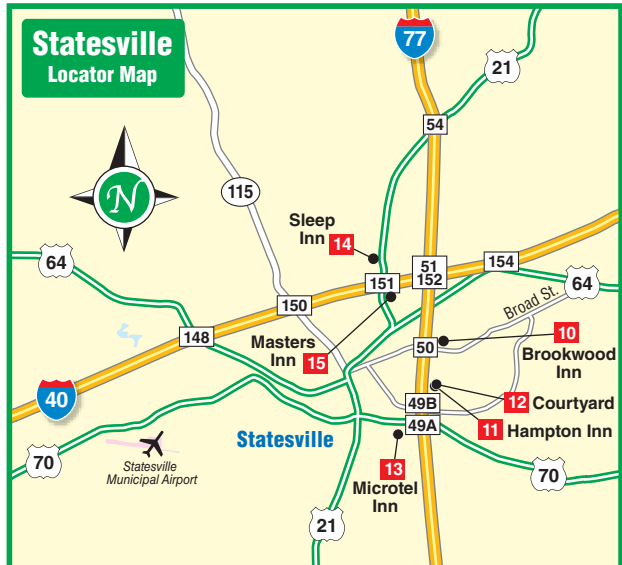 Statesville
Locator Map
77
21
54
N
115
Sleep
Inn 14
64
51
152
154
64
151
150
Broad St.
148
Masters
Inn 15
50
10
Brookwood
Inn
40
49B
12 Courtyard
49A
11 Hampton Inn
Statesville
70
Statesville
Municipal Airport
13
Microtel
Inn
70
21